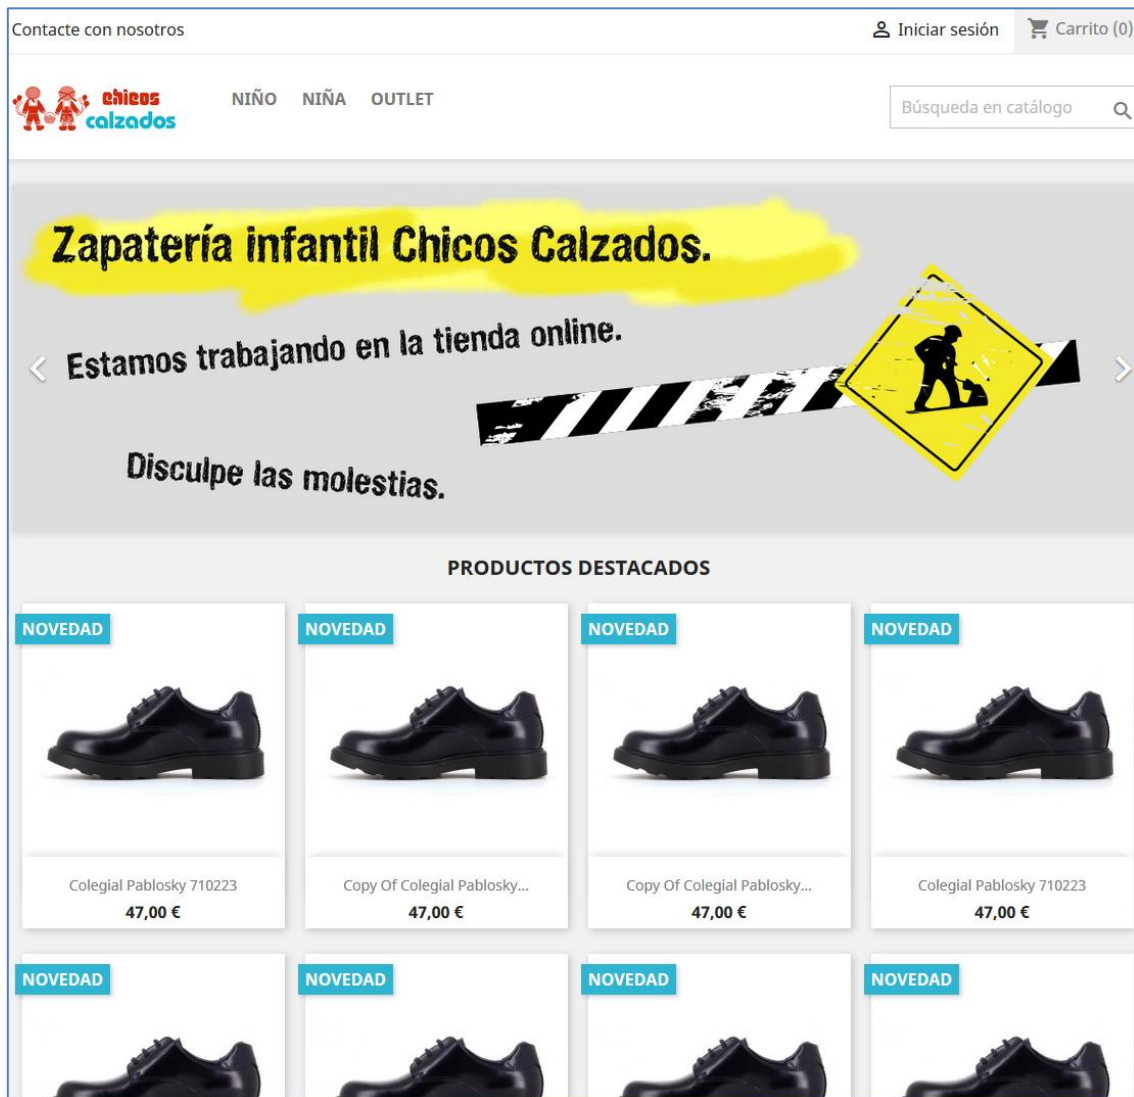 Contacte con nosotros
Iniciar sesión
Carrito (0)
chicos
calzados
NIÑO NIÑA OUTLET
Búsqueda en catálogo
Zapatería infantil Chicos Calzados.
Estamos trabajando en la tienda online.
Disculpe las molestias.
PRODUCTOS DESTACADOS
NOVEDAD NOVEDAD NOVEDAD NOVEDAD
Colegial Pablosky 710223 Copy Of Colegial Pablosky... Copy Of Colegial Pablosky... Colegial Pablosky 710223
47,00 € 47,00 € 47,00 € 47,00 €
NOVEDAD NOVEDAD NOVEDAD NOVEDAD